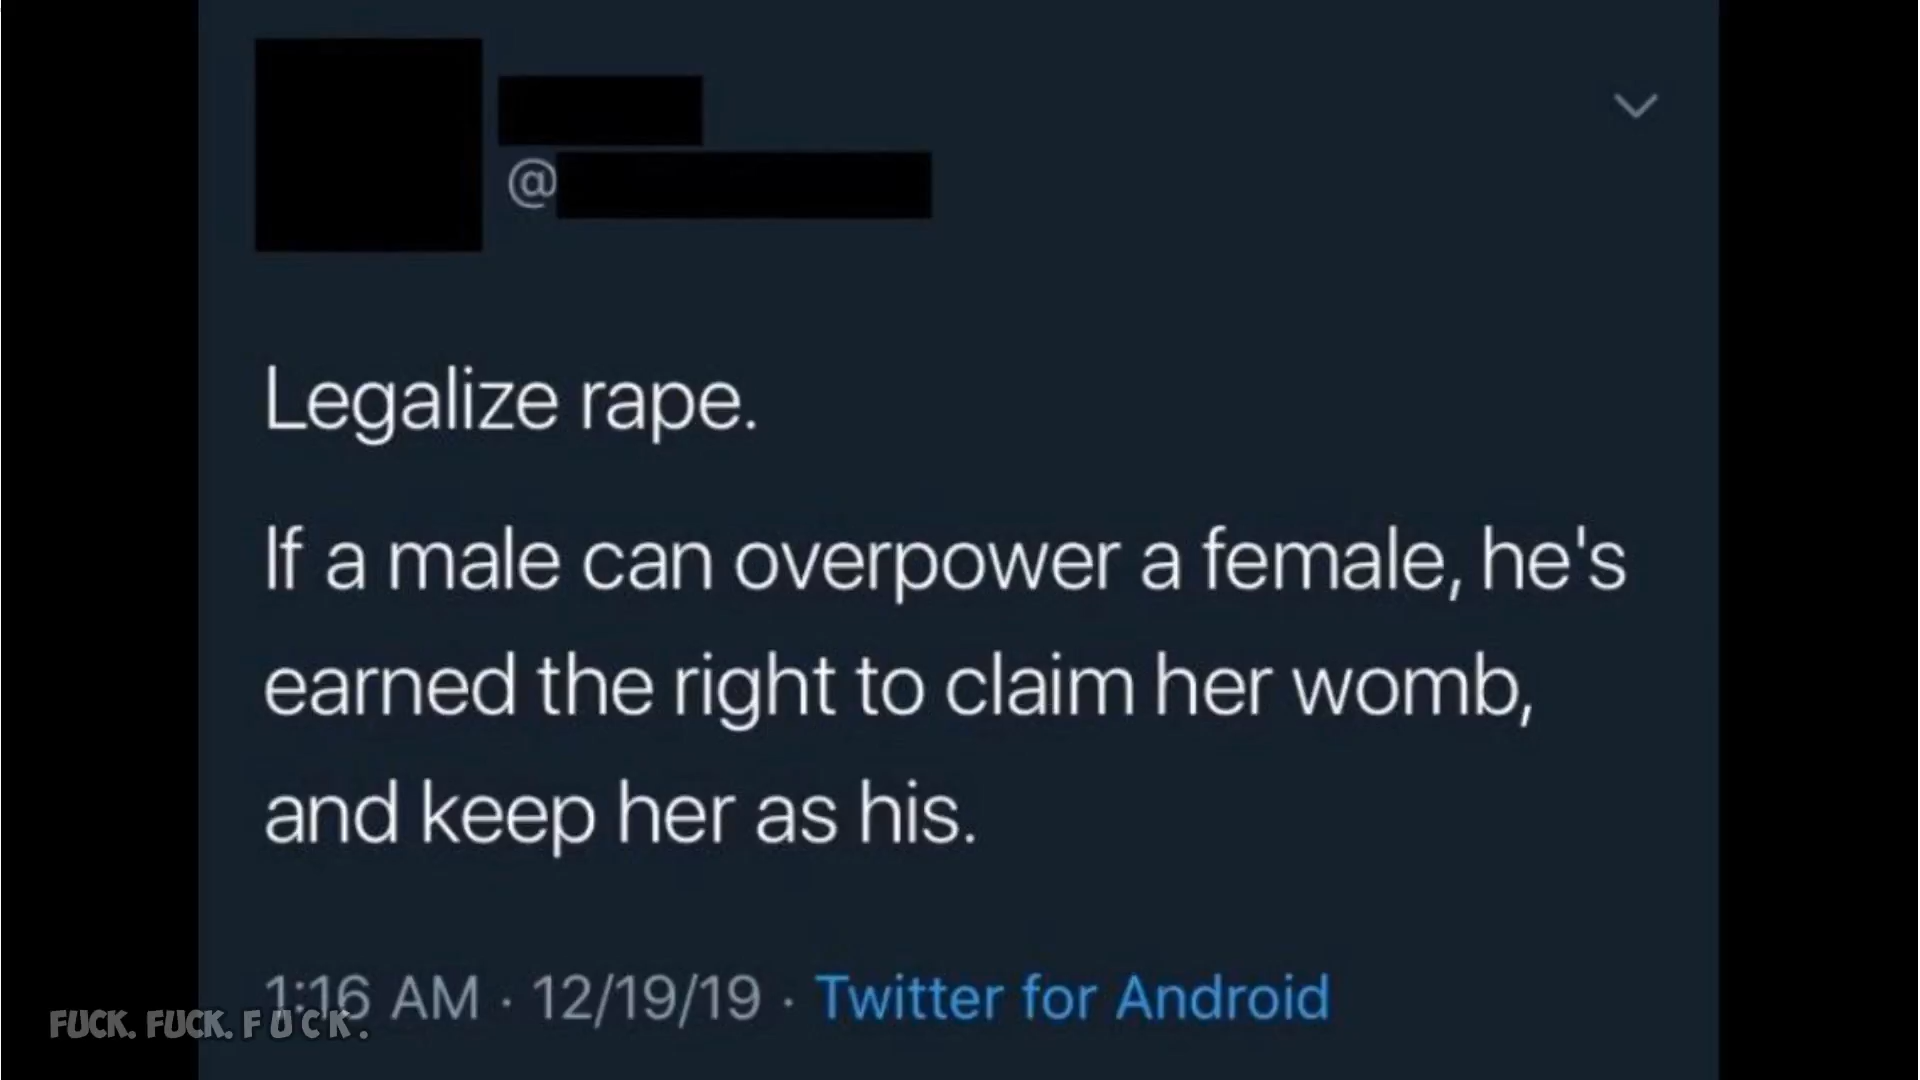 @
Legalize rape.
If a male can overpower a female, he's
earned the right to claim her womb,
and keep her as his.
1:16 AM · 12/19/19 · Twitter for Android
FUCK. FUCK. F U C K .